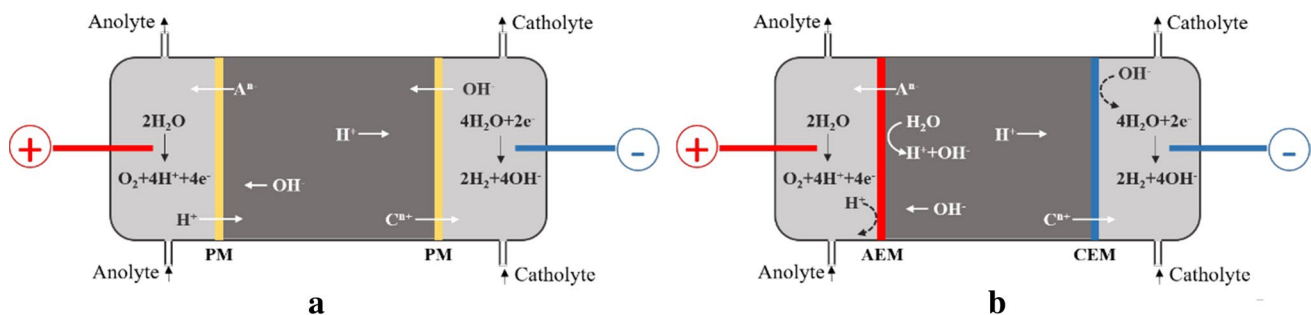 Anolyte
Catholyte
Aⁿ⁻
OH⁻
2H₂O
4H₂O+2e⁻
H⁺
+
-
O₂+4H⁺+4e⁻
2H₂+4OH⁻
OH⁻
H⁺
Cⁿ⁺
Anolyte
PM
PM
Catholyte
a
Anolyte
Catholyte
OH⁻
Aⁿ⁻
2H₂O
H₂O
4H₂O+2e⁻
H⁺
+
-
H⁺+OH⁻
O₂+4H⁺+4e⁻
2H₂+4OH⁻
H⁺
OH⁻
Cⁿ⁺
Anolyte
AEM
CEM
Catholyte
b